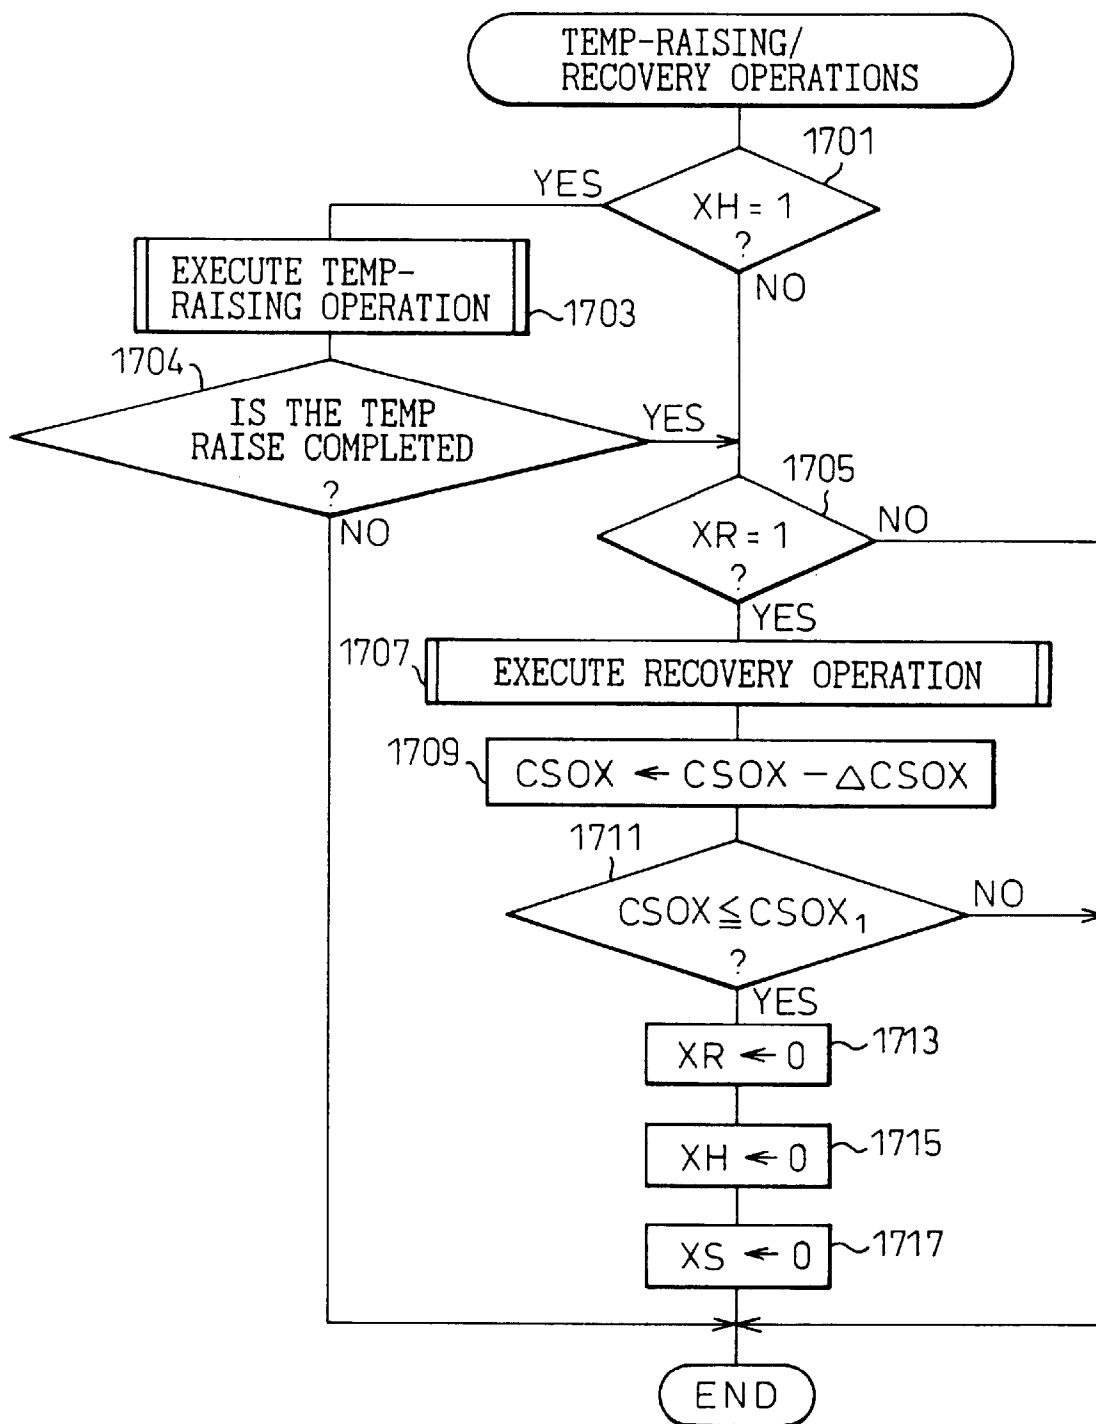 TEMP-RAISING/
RECOVERY OPERATIONS
1701
YES
XH = 1
?
NO
EXECUTE TEMP-
RAISING OPERATION
1703
1704
IS THE TEMP
RAISE COMPLETED
?
YES
NO
1705
XR = 1
?
NO
YES
1707
EXECUTE RECOVERY OPERATION
1709
CSOX ← CSOX − △CSOX
1711
CSOX ≦ CSOX₁
?
NO
YES
XR ← 0
1713
XH ← 0
1715
XS ← 0
1717
END